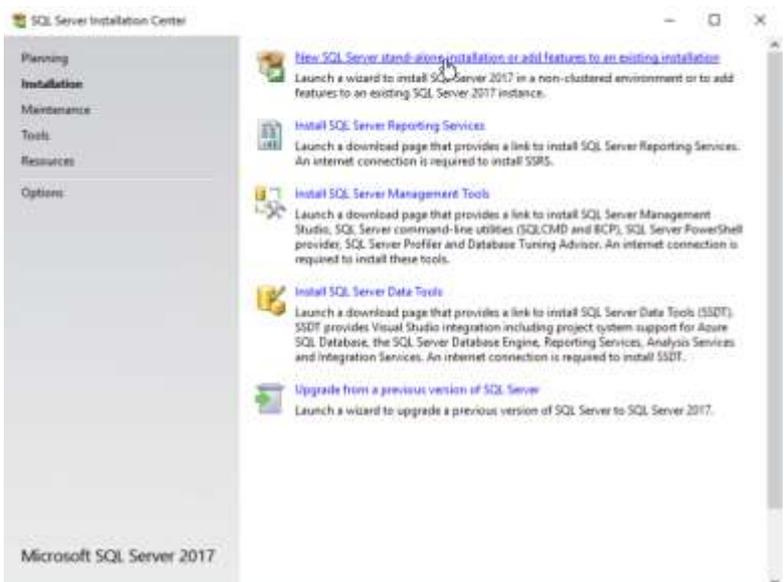 SQL Server Installation Center
Planning
Installation
Maintenance
Tools
Resources
Options
New SQL Server stand-alone installation or add features to an existing installation
Launch a wizard to install SQL Server 2017 in a non-clustered environment or to add
features to an existing SQL Server 2017 instance.
Install SQL Server Reporting Services
Launch a download page that provides a link to install SQL Server Reporting Services.
An internet connection is required to install SSRS.
Install SQL Server Management Tools
Launch a download page that provides a link to install SQL Server Management
Studio, SQL Server command-line utilities (SQLCMD and BCP), SQL Server PowerShell
provider, SQL Server Profiler and Database Tuning Advisor. An internet connection is
required to install these tools.
Install SQL Server Data Tools
Launch a download page that provides a link to install SQL Server Data Tools (SSDT).
SSDT provides Visual Studio integration including project system support for Azure
SQL Database, the SQL Server Database Engine, Reporting Services, Analysis Services
and Integration Services. An internet connection is required to install SSDT.
Upgrade from a previous version of SQL Server
Launch a wizard to upgrade a previous version of SQL Server to SQL Server 2017.
Microsoft SQL Server 2017